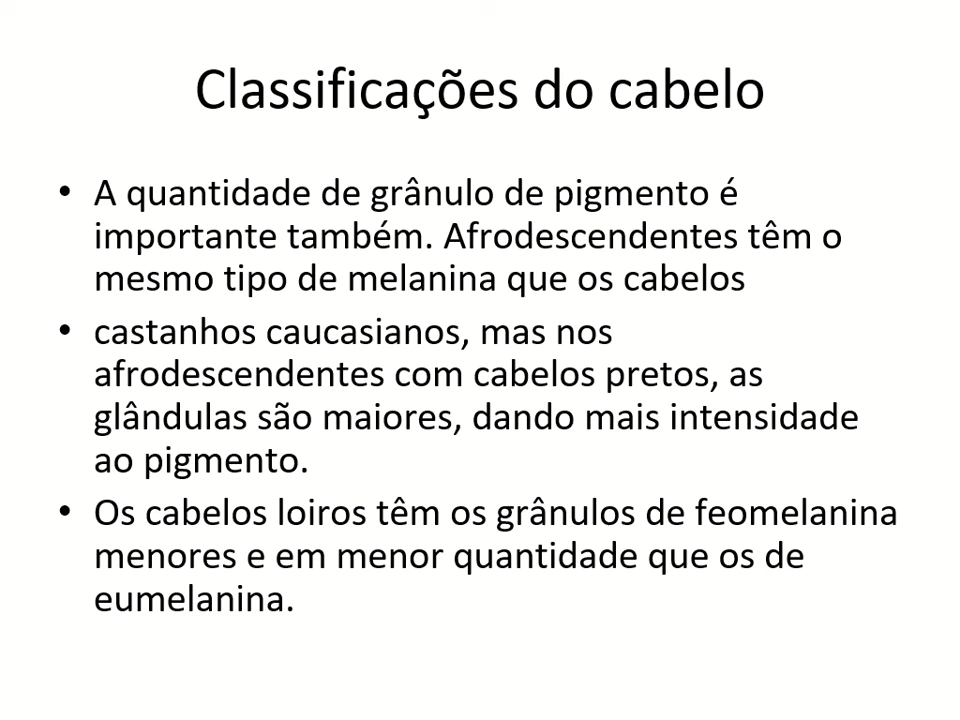 Classificações do cabelo
• A quantidade de grânulo de pigmento é
importante também. Afrodescendentes têm o
mesmo tipo de melanina que os cabelos
• castanhos caucasianos, mas nos
afrodescendentes com cabelos pretos, as
glândulas são maiores, dando mais intensidade
ao pigmento.
• Os cabelos loiros têm os grânulos de feomelanina
menores e em menor quantidade que os de
eumelanina.